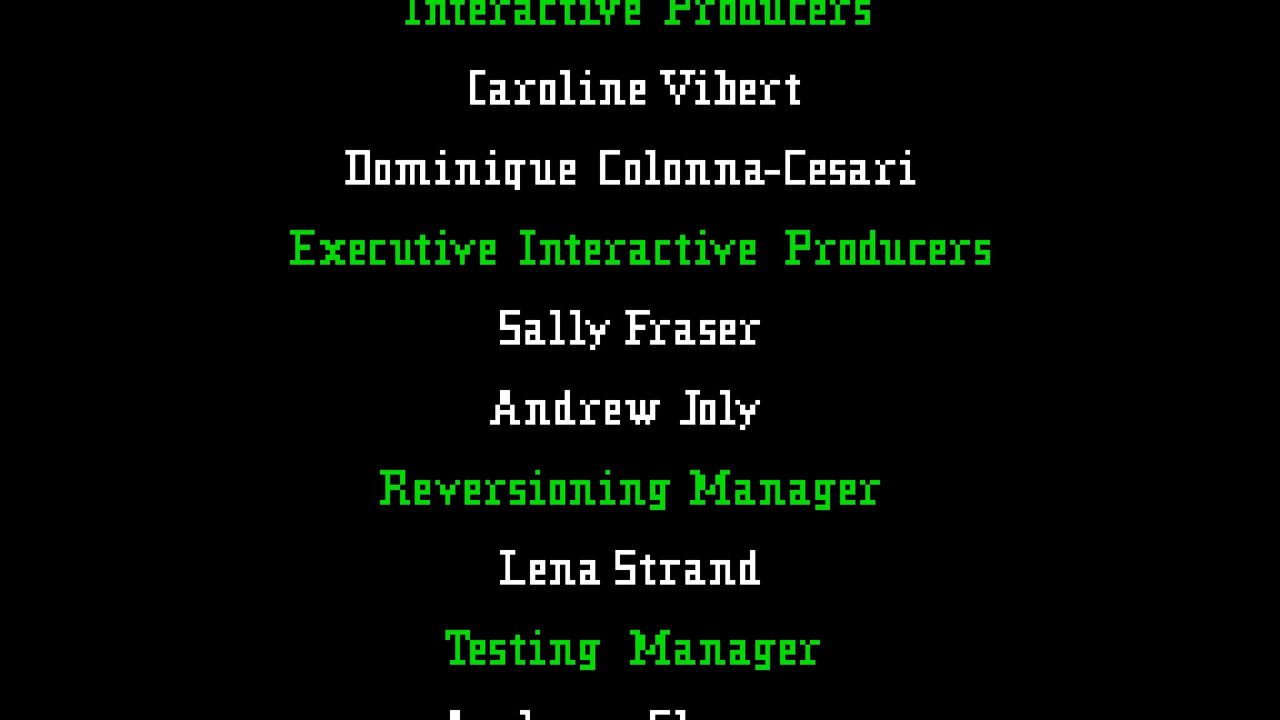 Interactive Producers
Caroline Vibert
Dominique Colonna-Cesari
Executive Interactive Producers
Sally Fraser
Andrew Joly
Reversioning Manager
Lena Strand
Testing Manager